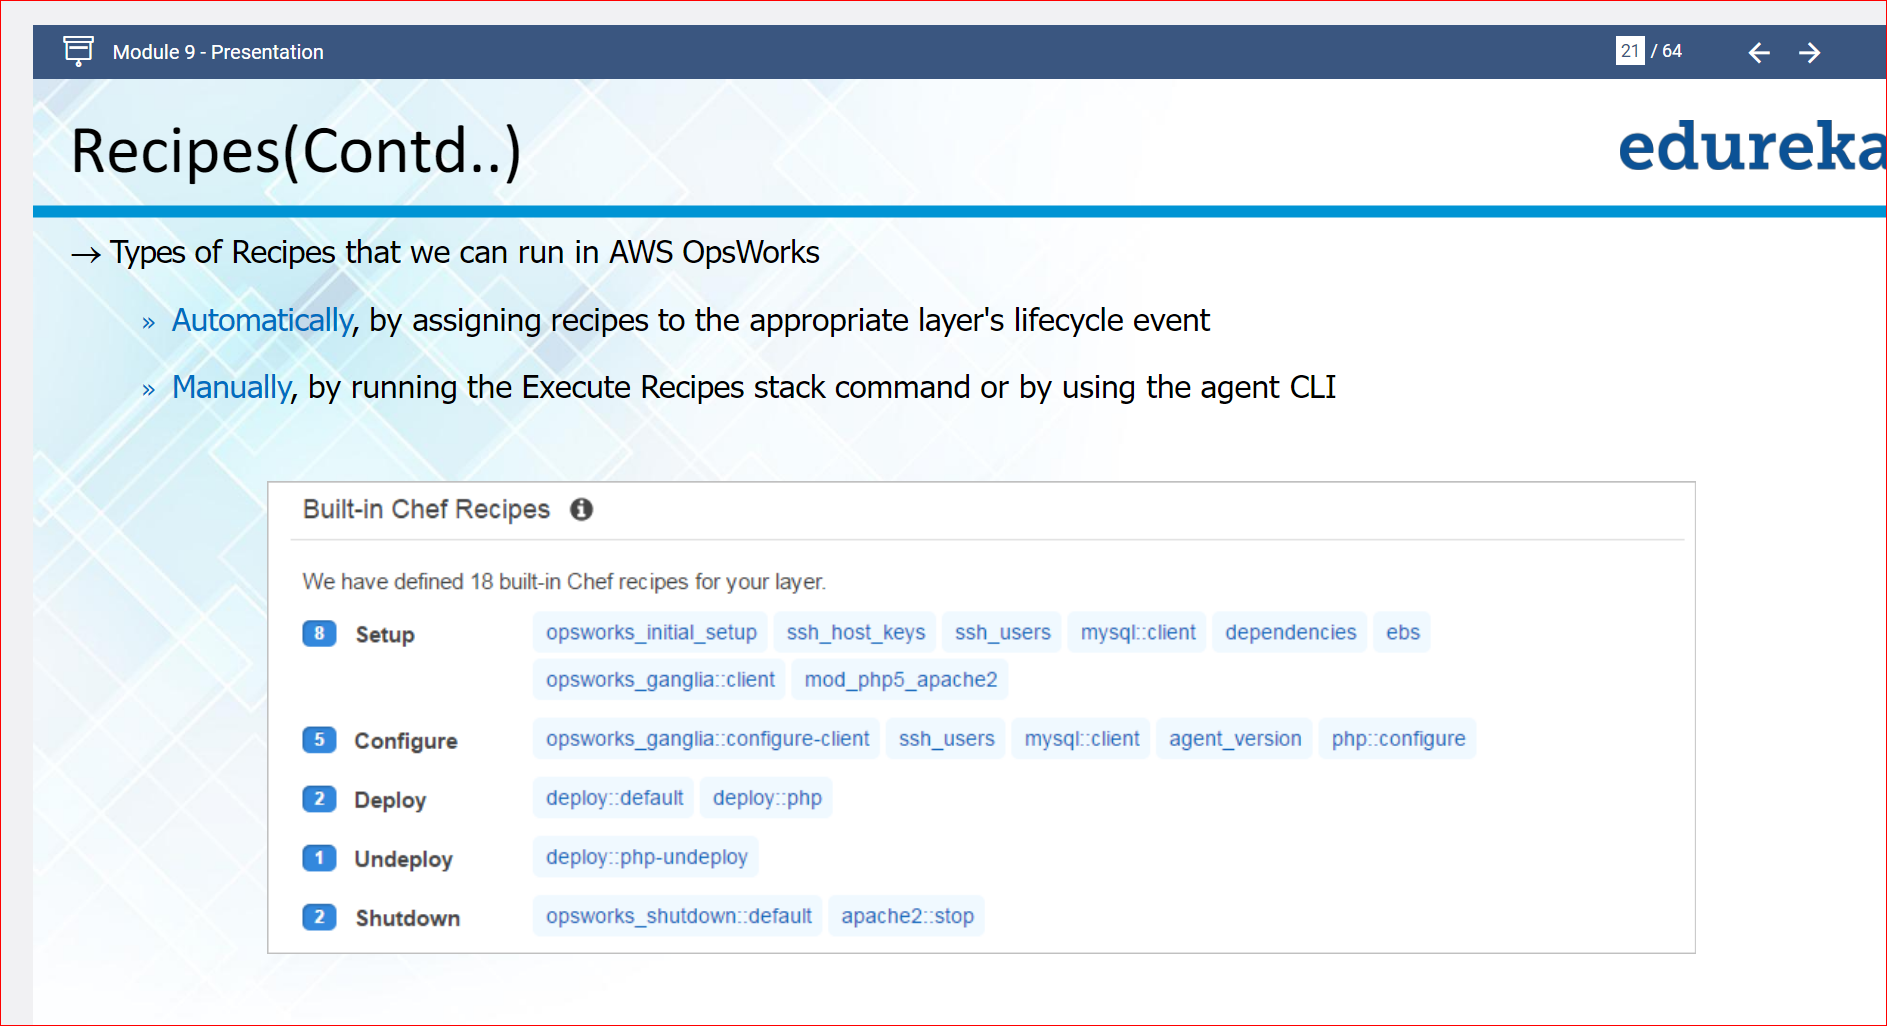 Module 9 - Presentation
21 / 64
Recipes(Contd..)
edureka
→ Types of Recipes that we can run in AWS OpsWorks
» Automatically, by assigning recipes to the appropriate layer's lifecycle event
» Manually, by running the Execute Recipes stack command or by using the agent CLI
Built-in Chef Recipes
We have defined 18 built-in Chef recipes for your layer.
8 Setup opsworks_initial_setup ssh_host_keys ssh_users mysql::client dependencies ebs
opsworks_ganglia::client mod_php5_apache2
5 Configure opsworks_ganglia::configure-client ssh_users mysql::client agent_version php::configure
2 Deploy deploy::default deploy::php
1 Undeploy deploy::php-undeploy
2 Shutdown opsworks_shutdown::default apache2::stop